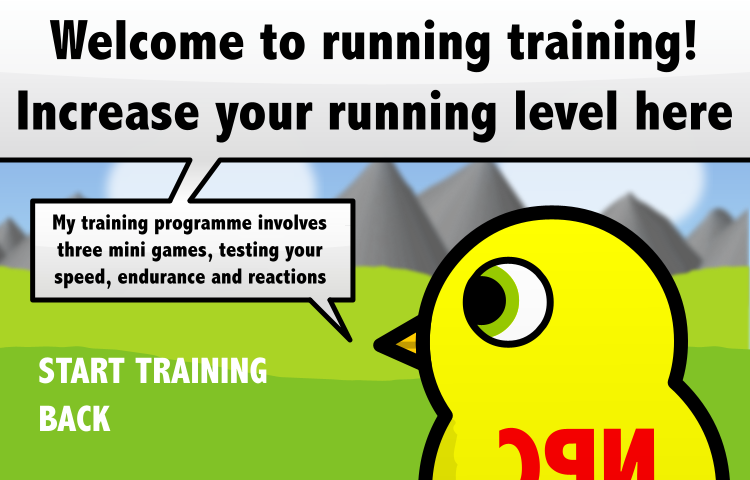 Welcome to running training!
Increase your running level here
My training programme involves
three mini games, testing your
speed, endurance and reactions
START TRAINING
BACK
NPC